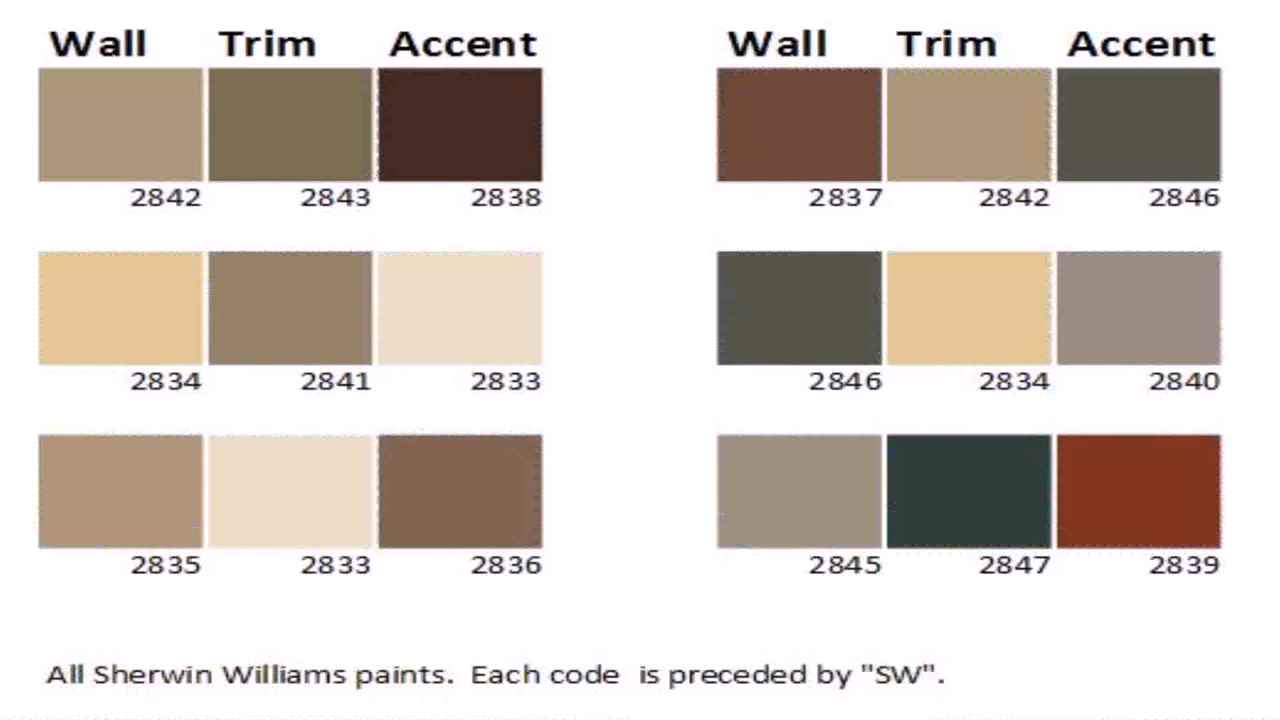 Wall Trim Accent Wall Trim Accent
2842 2843 2838 2837 2842 2846
2834 2841 2833 2846 2834 2840
2835 2833 2836 2845 2847 2839
All Sherwin Williams paints. Each code is preceded by "SW".